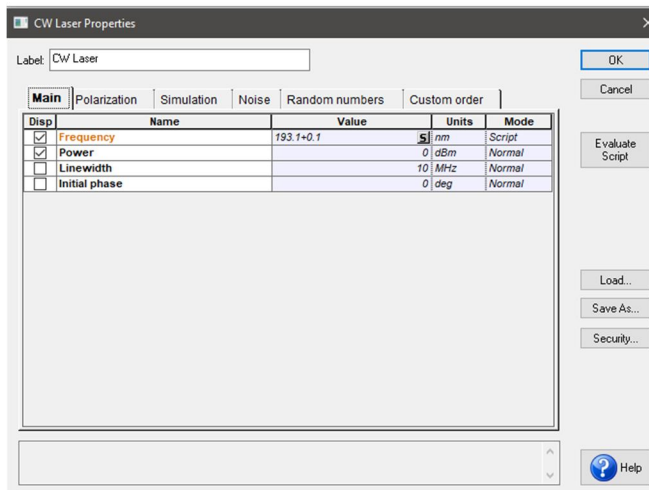 CW Laser Properties
Label: CW Laser
OK
Cancel
Main Polarization Simulation Noise Random numbers Custom order
Disp Name Value Units Mode
Frequency 193.1+0.1 S nm Script
Power 0 dBm Normal
Linewidth 10 MHz Normal
Initial phase 0 deg Normal
Evaluate
Script
Load...
Save As...
Security...
? Help